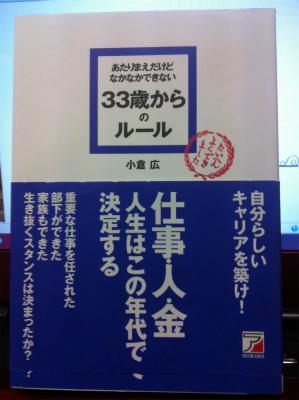 あたりまえだけど
なかなかできない
33歳から
の
ルール
小倉 広
自分らしい
キャリアを築け!
仕事・人・金
人生はこの年代で
決定する
重要な仕事を任された
部下ができた
家族もできた
生き抜くスタンスは決まったか?